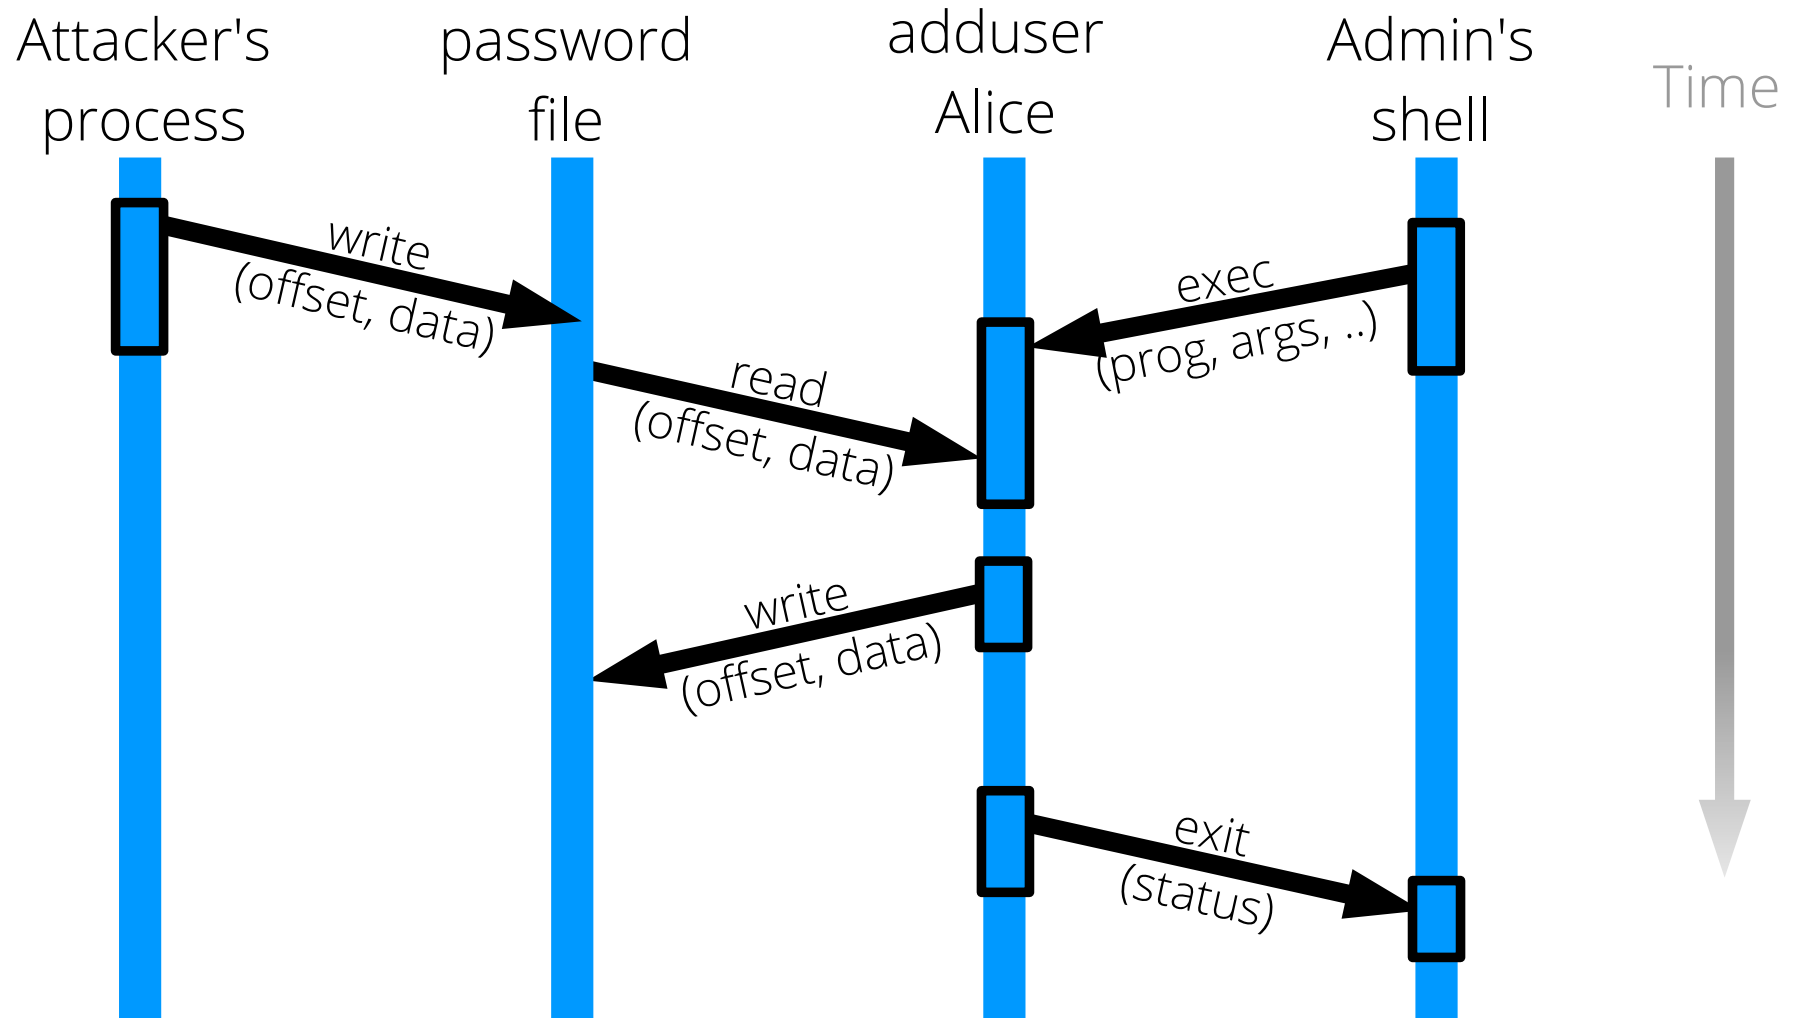 Attacker's
process
password
file
adduser
Alice
Admin's
shell
Time
write
(offset, data)
exec
(prog, args, ..)
read
(offset, data)
write
(offset, data)
exit
(status)